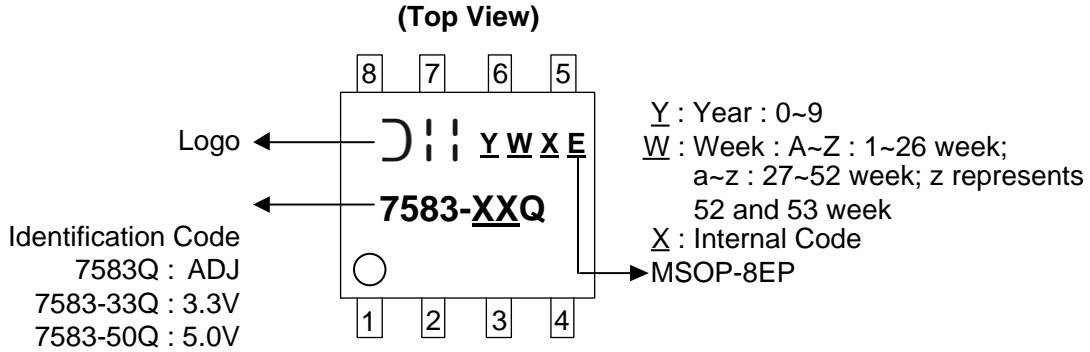 (Top View)
8 7 6 5
Logo
Y W X E
7583-XXQ
Identification Code
7583Q : ADJ
7583-33Q : 3.3V
7583-50Q : 5.0V
1 2 3 4
Y : Year : 0~9
W : Week : A~Z : 1~26 week;
a~z : 27~52 week; z represents
52 and 53 week
X : Internal Code
MSOP-8EP